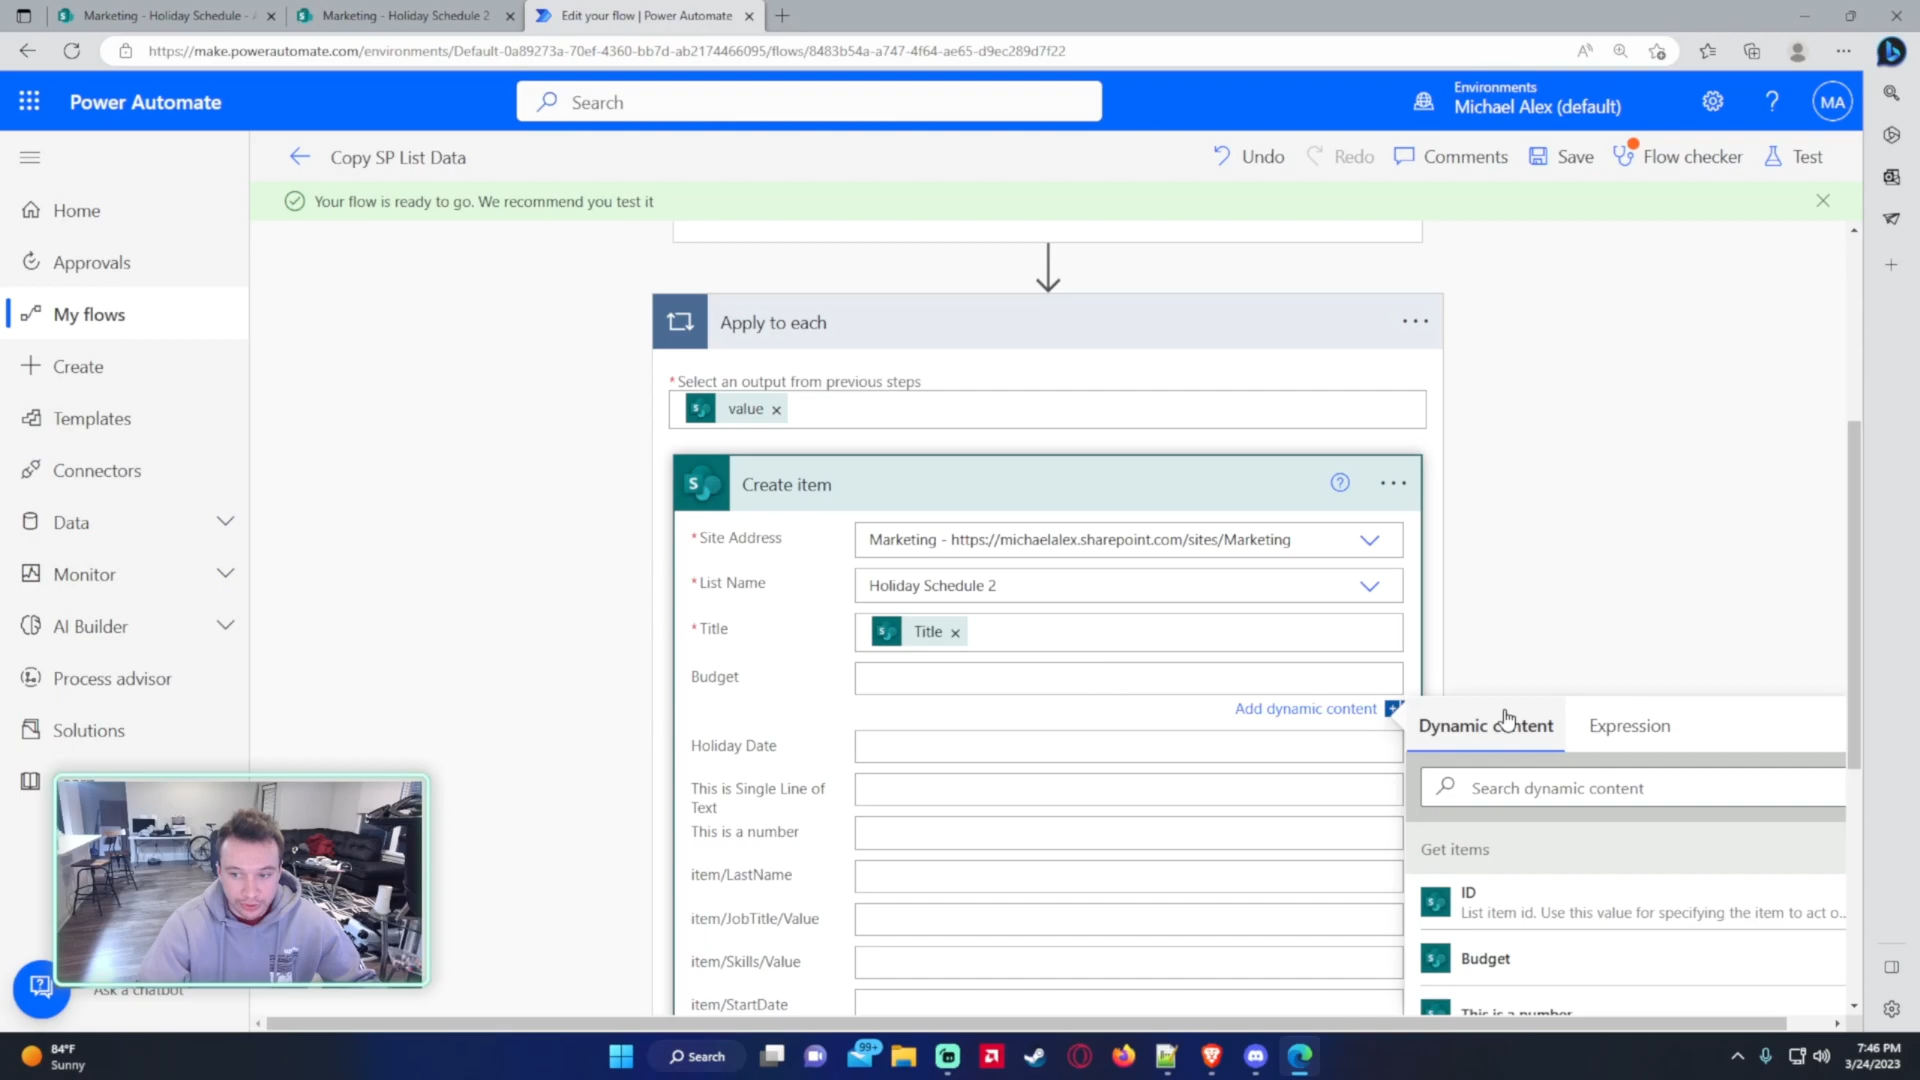 Marketing - Holiday Schedule -
Marketing - Holiday Schedule 2
Edit your flow | Power Automate
https://make.powerautomate.com/environments/Default-0a89273a-70ef-4360-bb7d-ab2174466095/flows/8483b54a-a747-4f64-ae65-d9ec289d7f22
Power Automate
Search
Environments
Michael Alex (default)
MA
Copy SP List Data
Undo
Redo
Comments
Save
Flow checker
Test
Your flow is ready to go. We recommend you test it
Home
Approvals
My flows
Create
Templates
Connectors
Data
Monitor
AI Builder
Process advisor
Solutions
Ask a chatbot
Apply to each
* Select an output from previous steps
value
Create item
* Site Address
Marketing - https://michaelalex.sharepoint.com/sites/Marketing
* List Name
Holiday Schedule 2
* Title
Title
Budget
Add dynamic content
Holiday Date
This is Single Line of
Text
This is a number
item/LastName
item/JobTitle/Value
item/Skills/Value
item/StartDate
Dynamic content
Expression
Search dynamic content
Get items
ID
List item id. Use this value for specifying the item to act o...
Budget
This is a number
84°F
Sunny
Search
99+
7:46 PM
3/24/2023